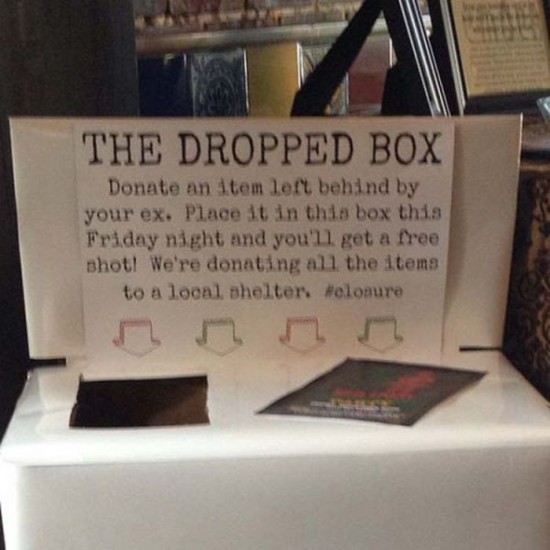 THE DROPPED BOX
Donate an item left behind by
your ex. Place it in this box this
Friday night and you'll get a free
shot! We're donating all the items
to a local shelter. #closure
PARTY